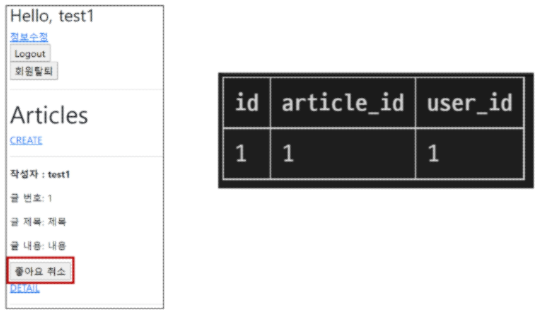 Hello, test1
정보수정
Logout
회원탈퇴
Articles
CREATE
작성자 : test1
글 번호: 1
글 제목: 제목
글 내용: 내용
좋아요 취소
DETAIL
id article_id user_id
1 1 1